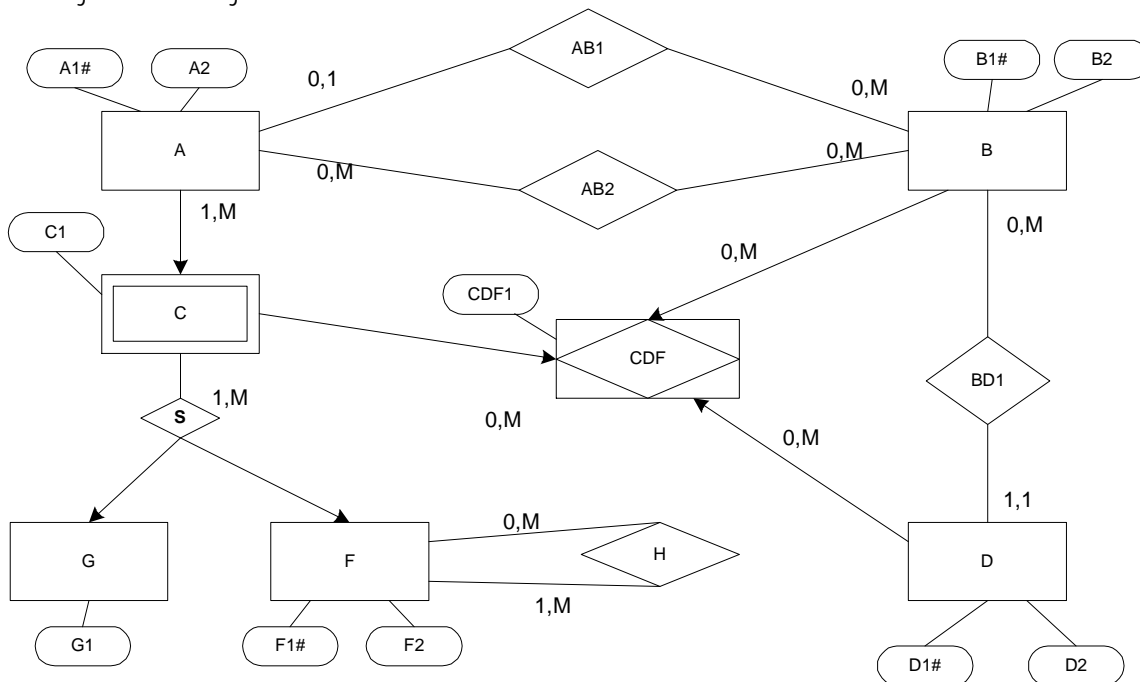 A1#
A2
AB1
B1#
B2
0,1
0,M
A
B
0,M
0,M
AB2
1,M
C1
0,M
0,M
CDF1
C
CDF
BD1
1,M
S
0,M
0,M
1,1
0,M
G
F
H
D
1,M
G1
F1#
F2
D1#
D2